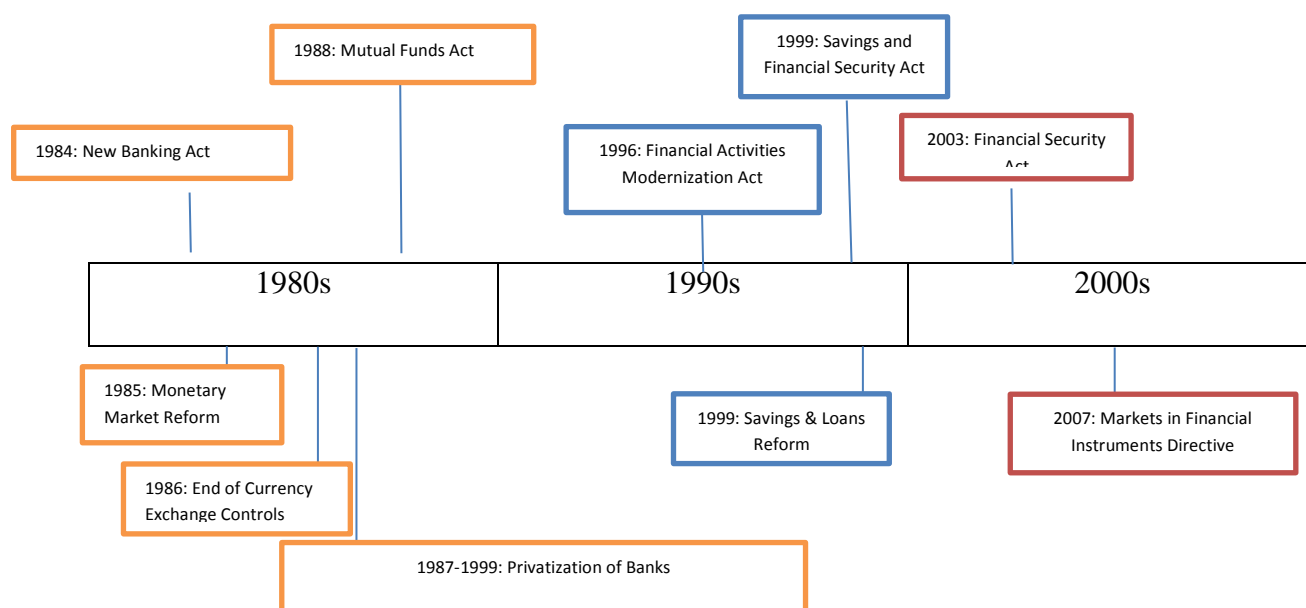 1988: Mutual Funds Act
1999: Savings and
Financial Security Act
1984: New Banking Act
1996: Financial Activities
Modernization Act
2003: Financial Security
Act
1980s
1990s
2000s
1985: Monetary
Market Reform
1999: Savings & Loans
Reform
2007: Markets in Financial
Instruments Directive
1986: End of Currency
Exchange Controls
1987-1999: Privatization of Banks